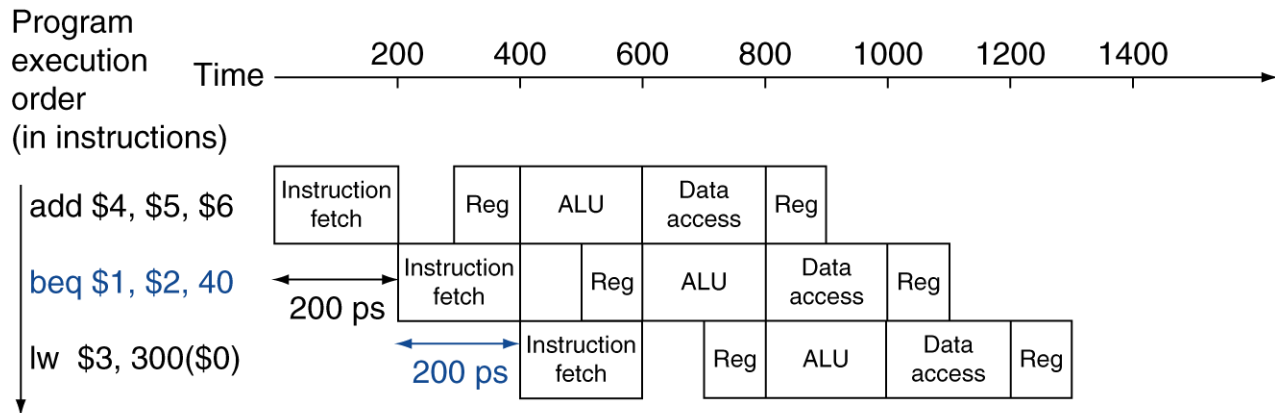 Program
execution
order
(in instructions)
Time
200 400 600 800 1000 1200 1400
add $4, $5, $6
Instruction
fetch
Reg
ALU
Data
access
Reg
beq $1, $2, 40
200 ps
Instruction
fetch
Reg
ALU
Data
access
Reg
lw $3, 300($0)
200 ps
Instruction
fetch
Reg
ALU
Data
access
Reg